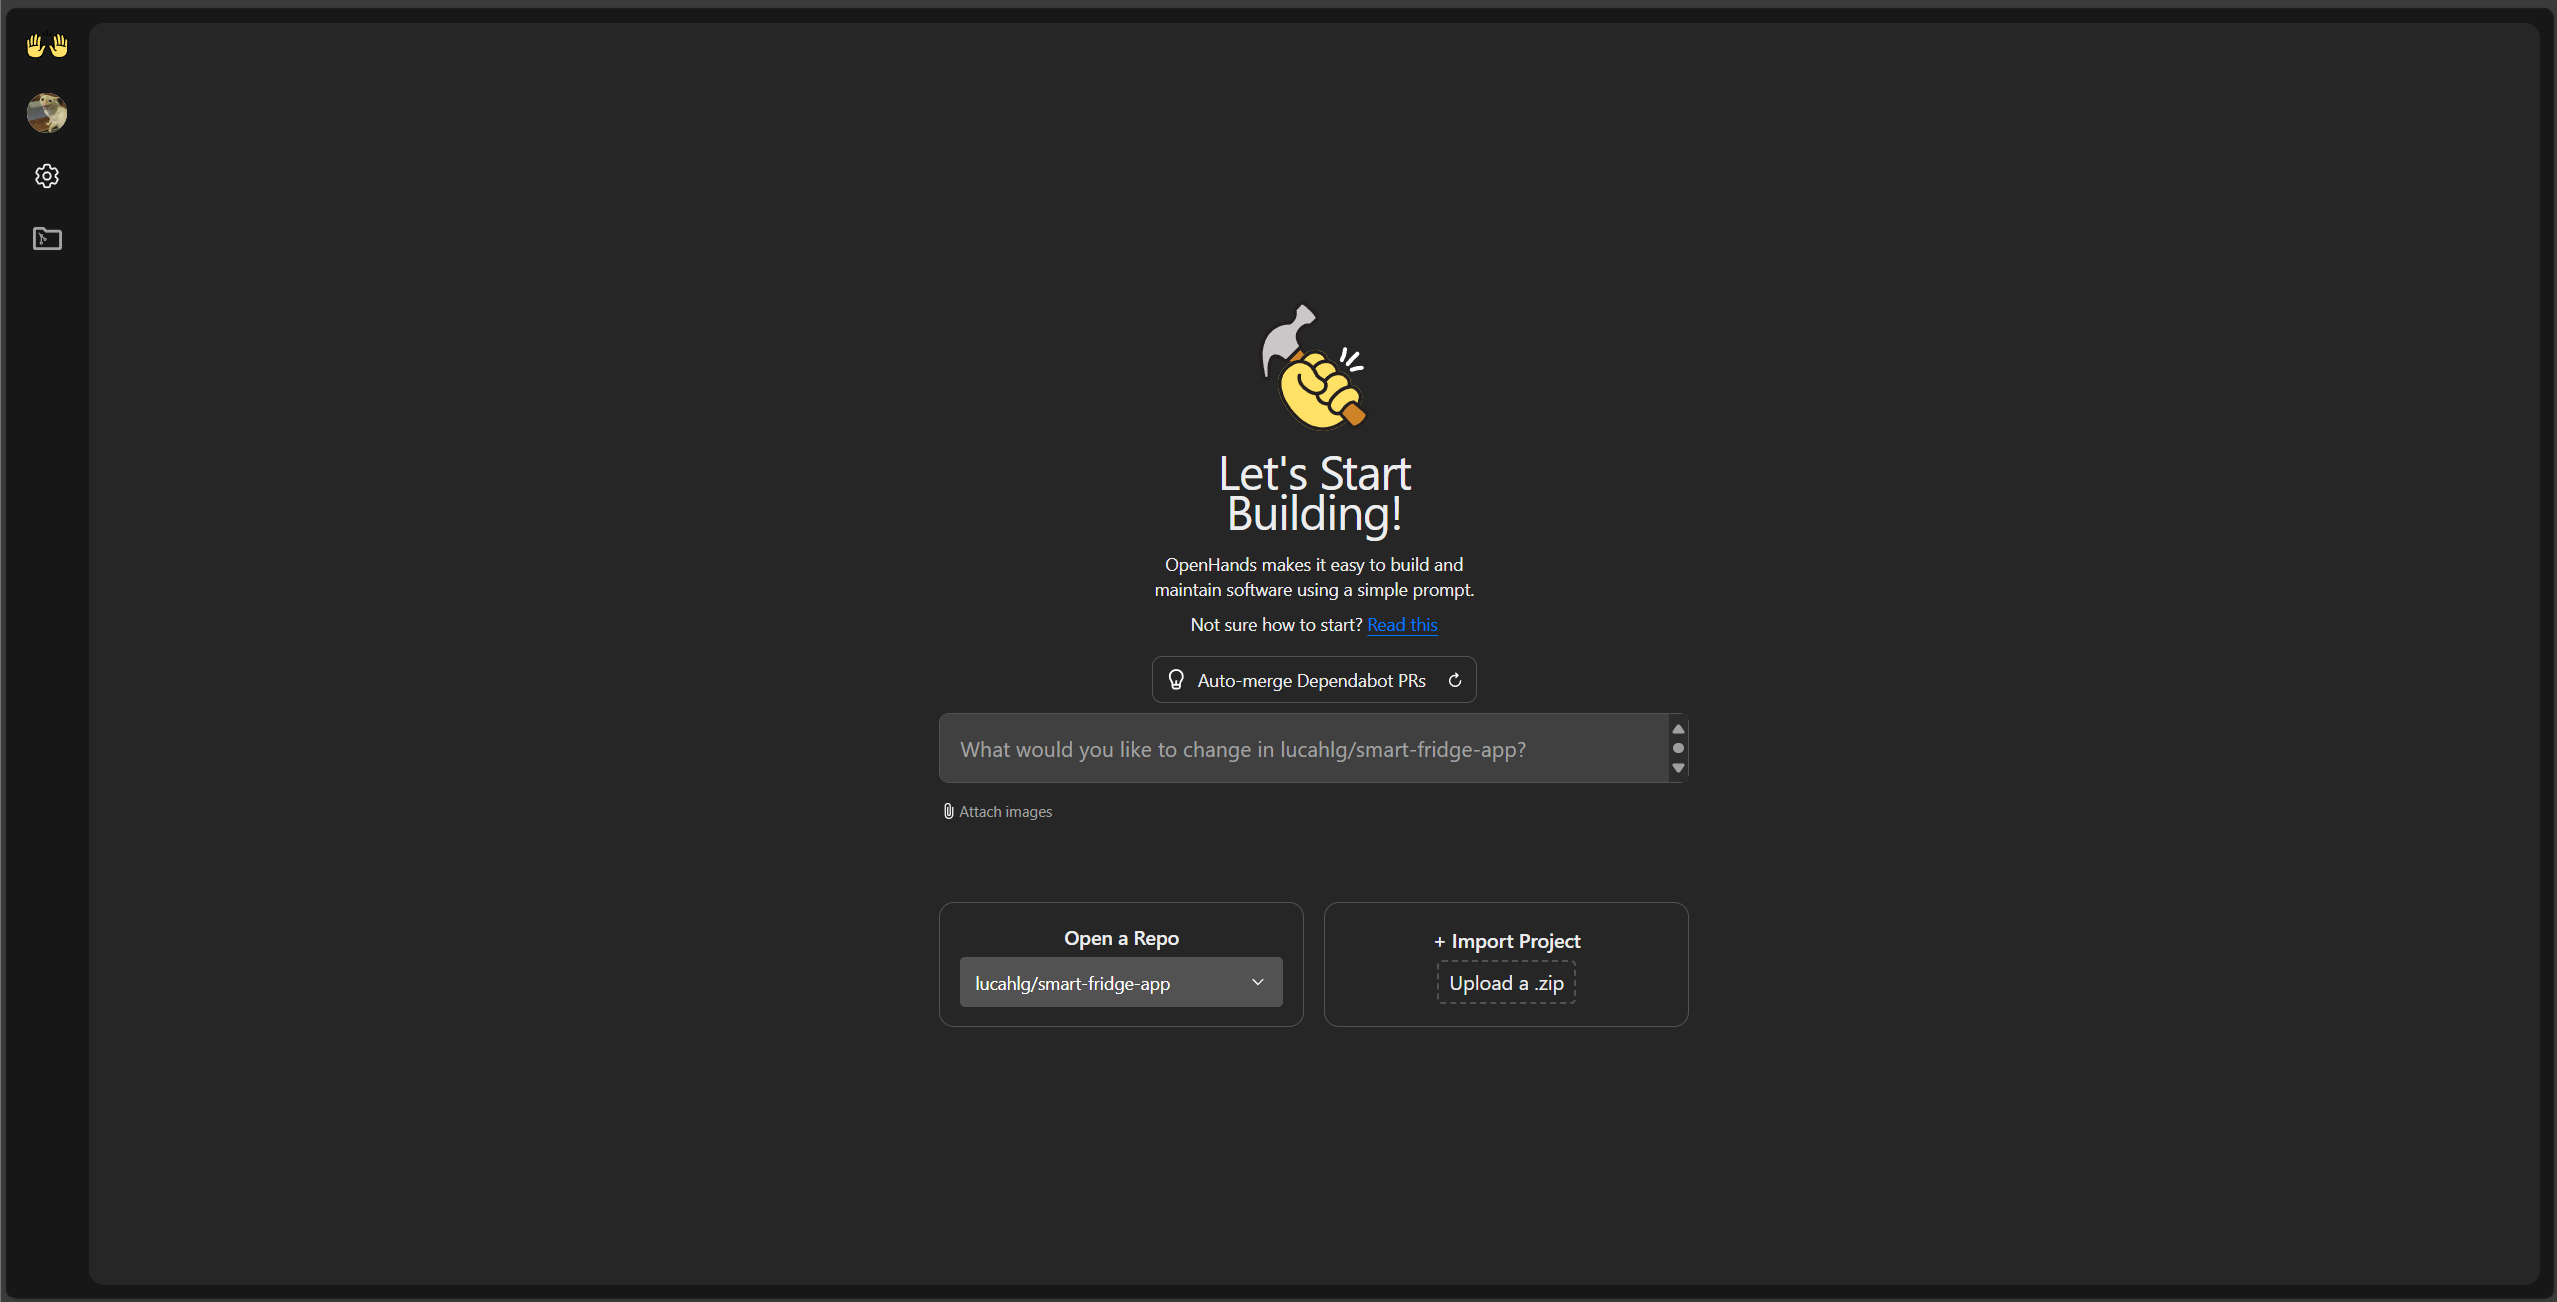 Let's Start
Building!
OpenHands makes it easy to build and
maintain software using a simple prompt.
Not sure how to start? Read this
Auto-merge Dependabot PRs
What would you like to change in lucahlg/smart-fridge-app?
Attach images
Open a Repo
lucahlg/smart-fridge-app
+ Import Project
Upload a .zip